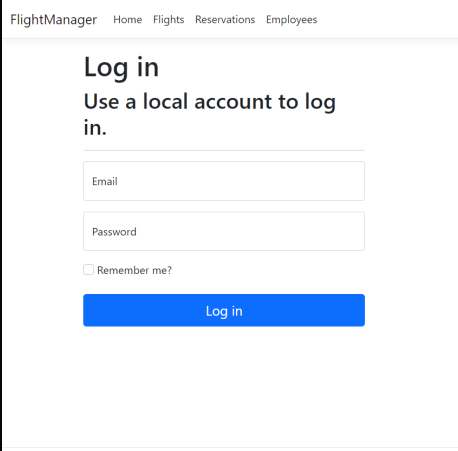 FlightManager Home Flights Reservations Employees
Log in
Use a local account to log
in.
Email
Password
Remember me?
Log in